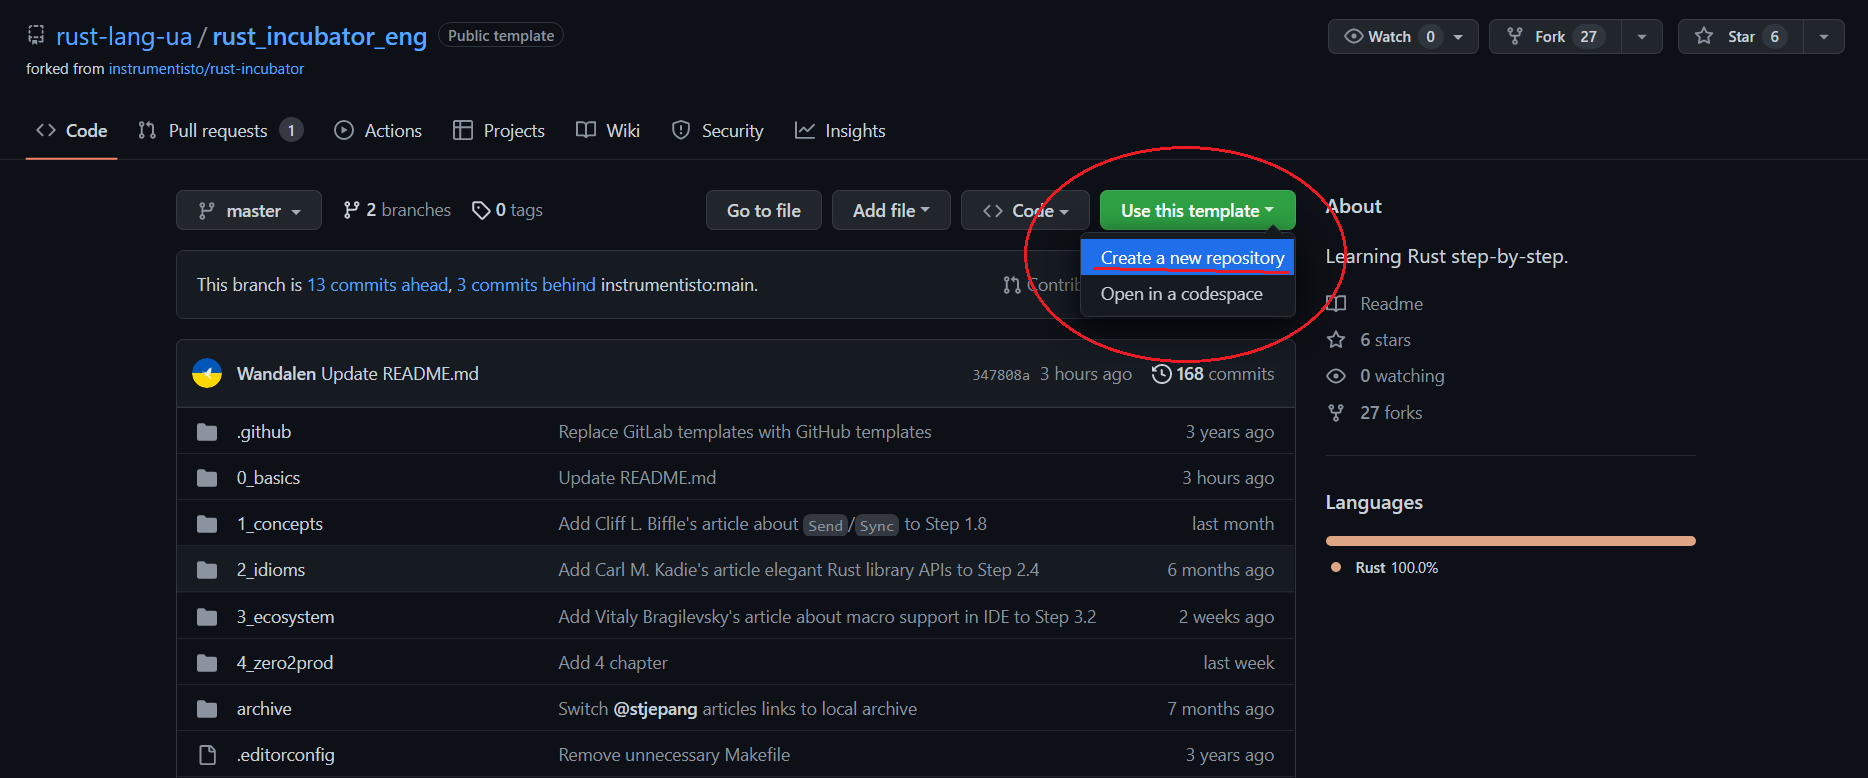 rust-lang-ua / rust_incubator_eng Public template Watch 0 Fork 27 Star 6
forked from instrumentisto/rust-incubator
Code Pull requests 1 Actions Projects Wiki Security Insights
master 2 branches 0 tags Go to file Add file Code Use this template
Create a new repository
Open in a codespace
This branch is 13 commits ahead, 3 commits behind instrumentisto:main. Contrib
Wandalen Update README.md 347808a 3 hours ago 168 commits
.github Replace GitLab templates with GitHub templates 3 years ago
0_basics Update README.md 3 hours ago
1_concepts Add Cliff L. Biffle's article about Send/Sync to Step 1.8 last month
2_idioms Add Carl M. Kadie's article elegant Rust library APIs to Step 2.4 6 months ago
3_ecosystem Add Vitaly Bragilevsky's article about macro support in IDE to Step 3.2 2 weeks ago
4_zero2prod Add 4 chapter last week
archive Switch @stjepang articles links to local archive 7 months ago
.editorconfig Remove unnecessary Makefile 3 years ago
About
Learning Rust step-by-step.
Readme
6 stars
0 watching
27 forks
Languages
Rust 100.0%